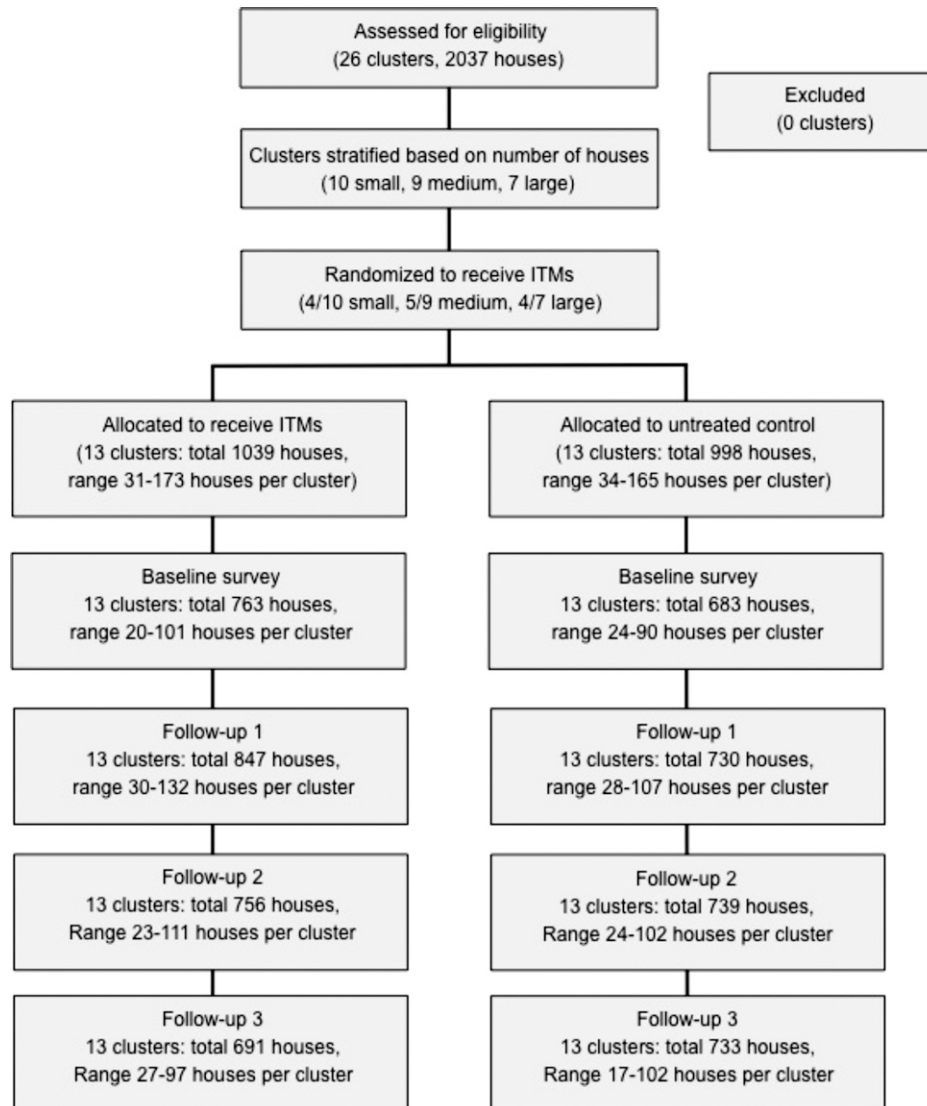 Assessed for eligibility
(26 clusters, 2037 houses)
Excluded
(0 clusters)
Clusters stratified based on number of houses
(10 small, 9 medium, 7 large)
Randomized to receive ITMs
(4/10 small, 5/9 medium, 4/7 large)
Allocated to receive ITMs
(13 clusters: total 1039 houses,
range 31-173 houses per cluster)
Allocated to untreated control
(13 clusters: total 998 houses,
range 34-165 houses per cluster)
Baseline survey
13 clusters: total 763 houses,
range 20-101 houses per cluster
Baseline survey
13 clusters: total 683 houses,
range 24-90 houses per cluster
Follow-up 1
13 clusters: total 847 houses,
range 30-132 houses per cluster
Follow-up 1
13 clusters: total 730 houses,
range 28-107 houses per cluster
Follow-up 2
13 clusters: total 756 houses,
Range 23-111 houses per cluster
Follow-up 2
13 clusters: total 739 houses,
Range 24-102 houses per cluster
Follow-up 3
13 clusters: total 691 houses,
Range 27-97 houses per cluster
Follow-up 3
13 clusters: total 733 houses,
Range 17-102 houses per cluster